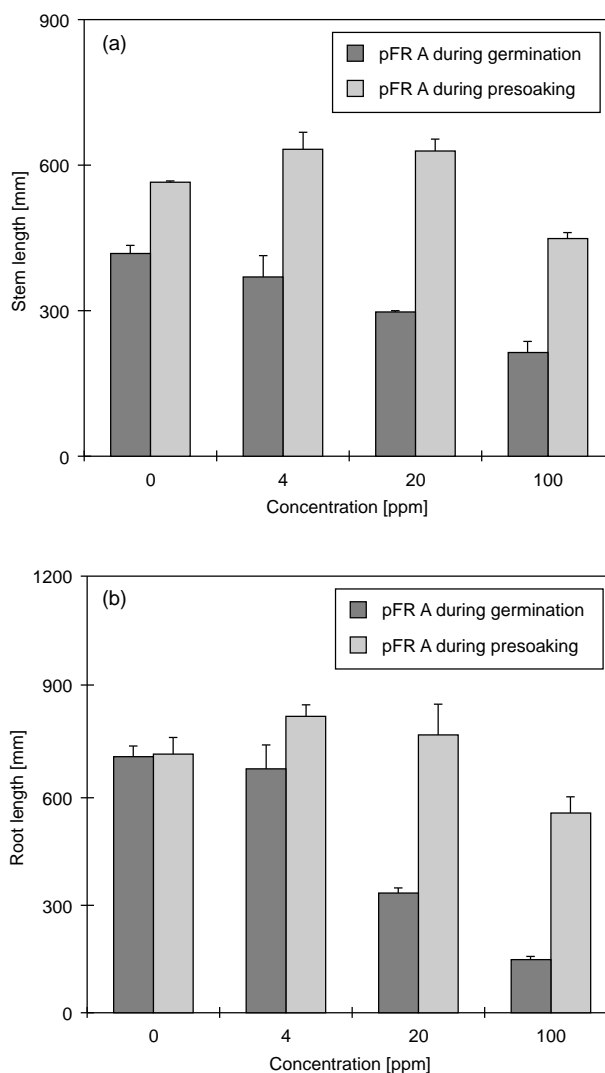 900
(a)
pFR A during germination
pFR A during presoaking
600
Stem length [mm]
300
0
0 4 20 100
Concentration [ppm]
1200
(b)
pFR A during germination
pFR A during presoaking
900
600
Root length [mm]
300
0
0 4 20 100
Concentration [ppm]